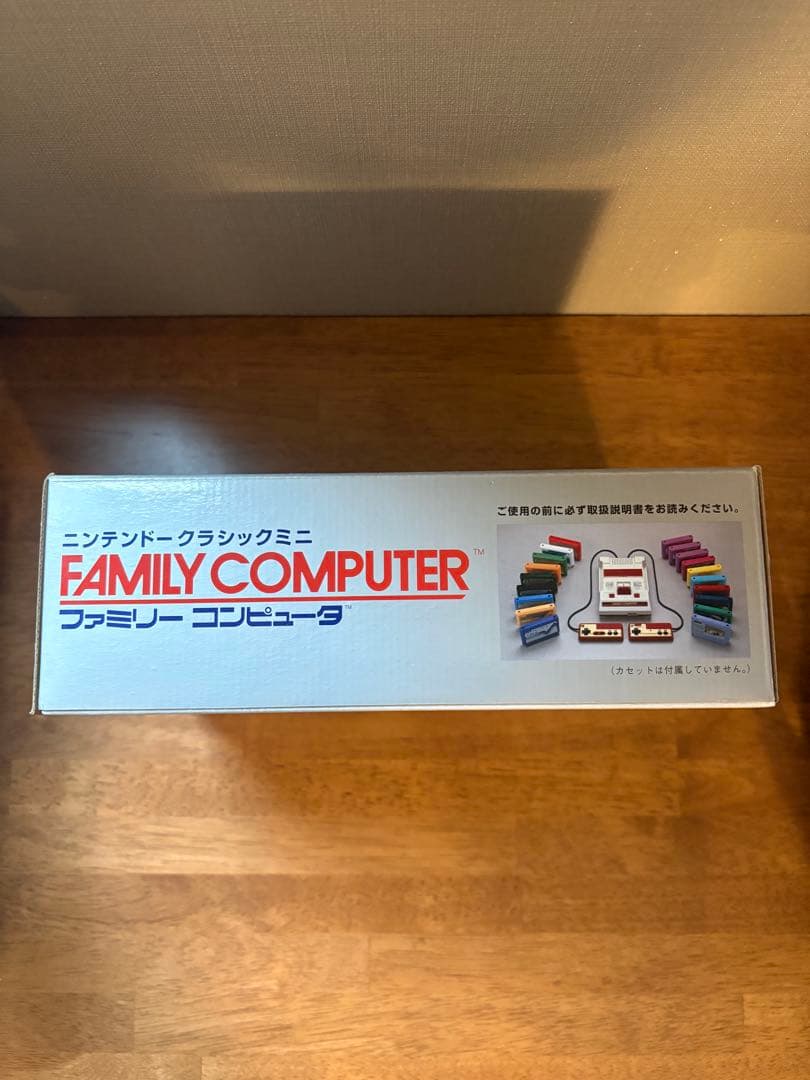 ニンテンドークラシックミニ
FAMILY COMPUTER™
ファミリー コンピュータ™
ご使用の前に必ず取扱説明書をお読みください。
（カセットは付属していません。）